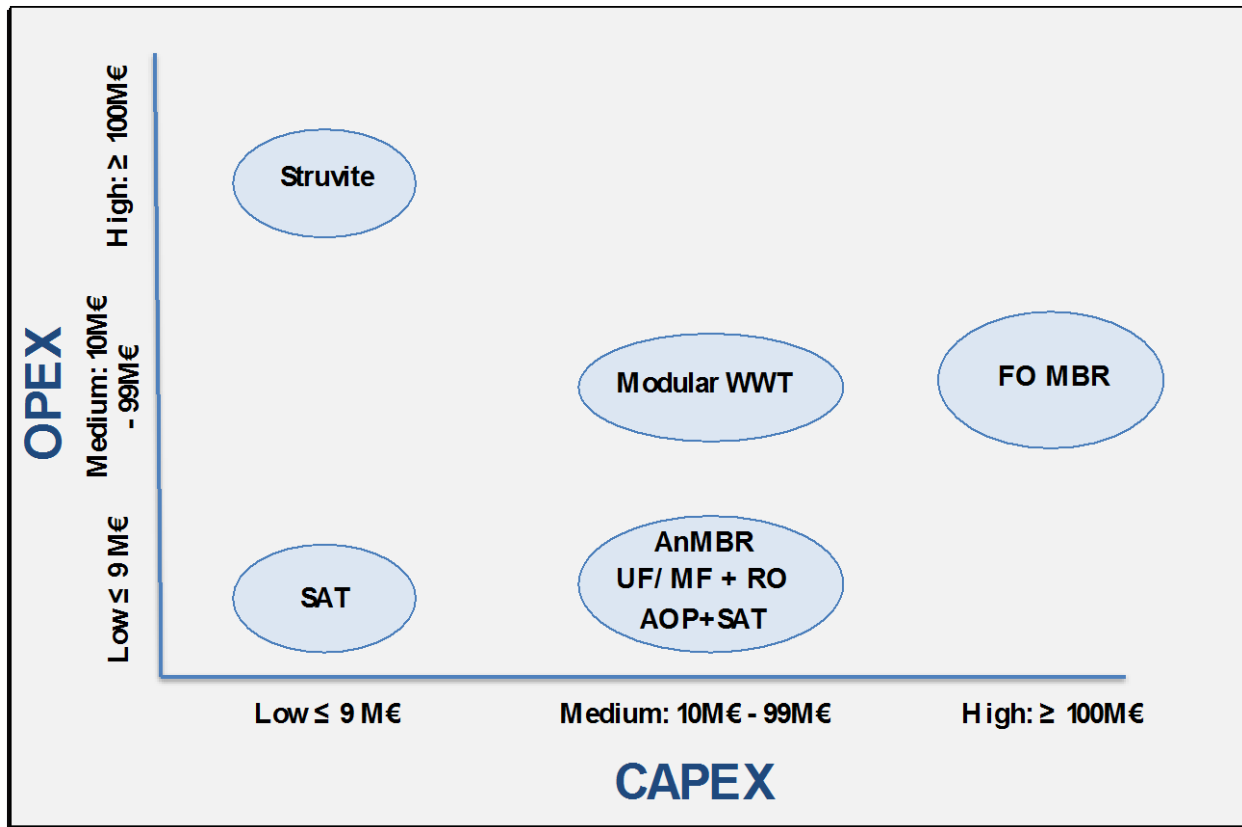 OPEX
High: ≥ 100M€
Medium: 10M€
- 99M€
Low ≤ 9 M€
Struvite
Modular WWT
FO MBR
SAT
AnMBR
UF/ MF + RO
AOP+SAT
Low ≤ 9 M€
Medium: 10M€ - 99M€
High: ≥ 100M€
CAPEX